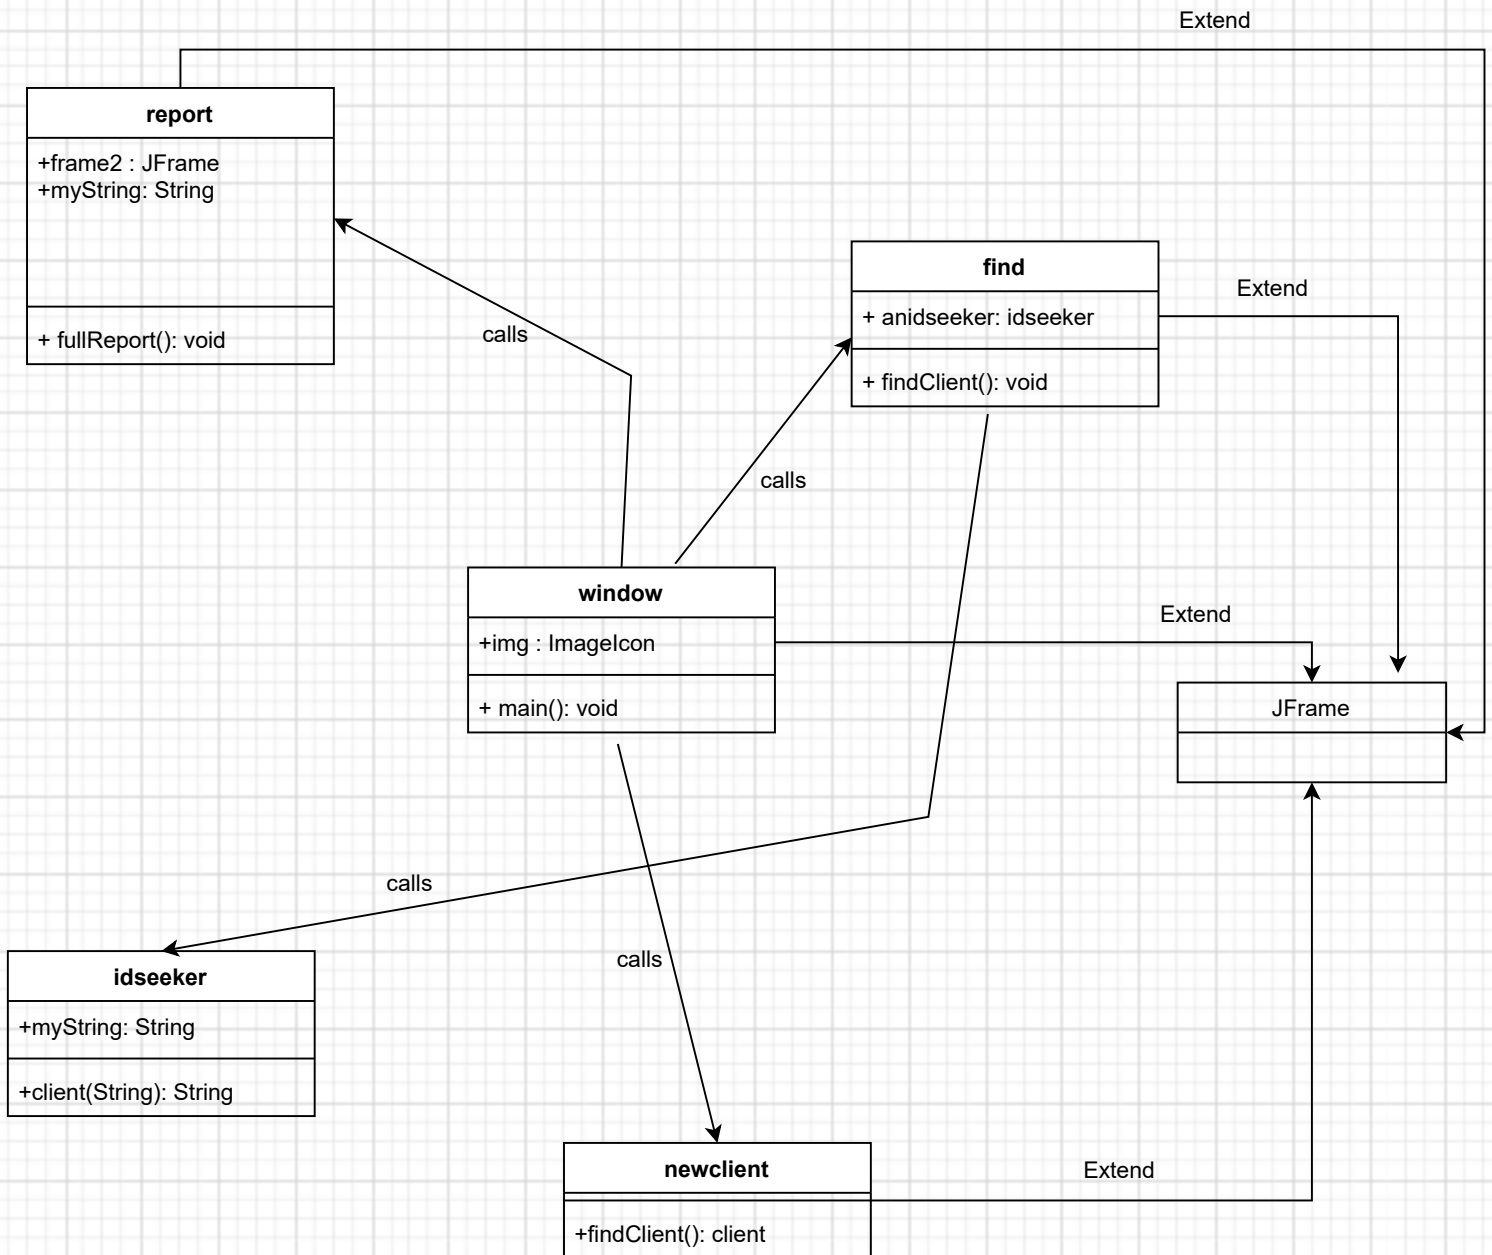 Extend
report
+frame2 : JFrame
+myString: String
+ fullReport(): void
calls
find
+ anidseeker: idseeker
+ findClient(): void
Extend
calls
window
+img : ImageIcon
+ main(): void
Extend
JFrame
calls
idseeker
+myString: String
+client(String): String
calls
newclient
+findClient(): client
Extend